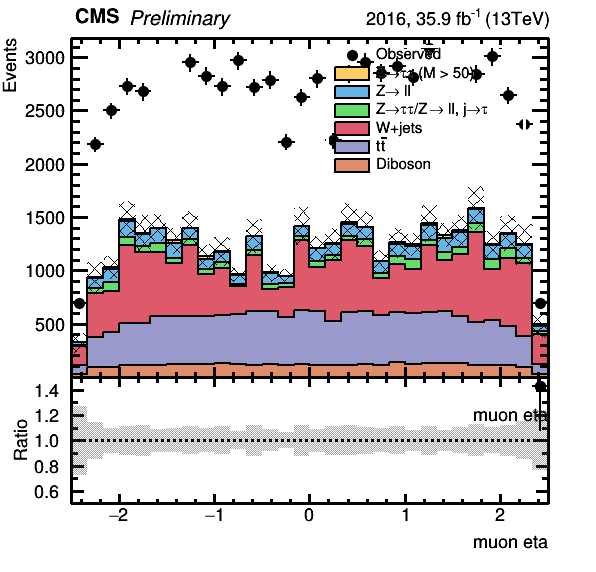 CMS Preliminary 2016, 35.9 fb⁻¹ (13TeV)
Events
3000
2500
2000
1500
1000
500
Observed
Z→ττ (M > 50)
Z→ ll
Z→ττ/Z→ ll, j→τ
W+jets
tt̄
Diboson
muon eta
Ratio
1.4
1.2
1.0
0.8
0.6
−2 −1 0 1 2
muon eta